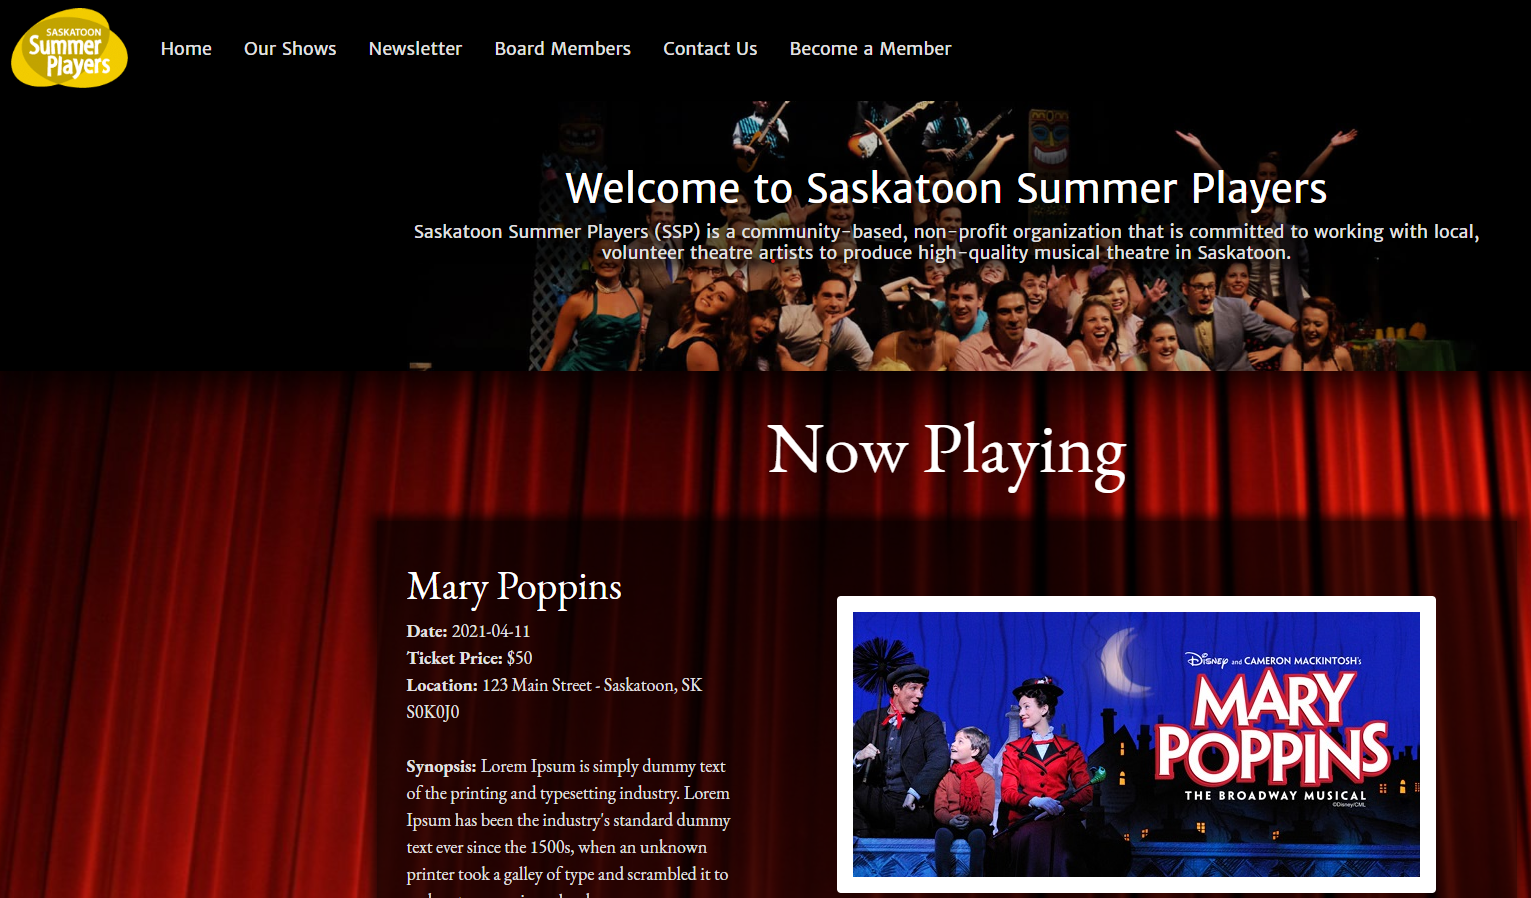 SASKATOON
Summer
Players
Home Our Shows Newsletter Board Members Contact Us Become a Member
Welcome to Saskatoon Summer Players
Saskatoon Summer Players (SSP) is a community-based, non-profit organization that is committed to working with local,
volunteer theatre artists to produce high-quality musical theatre in Saskatoon.
Now Playing
Mary Poppins
Date: 2021-04-11
Ticket Price: $50
Location: 123 Main Street - Saskatoon, SK
S0K0J0
Synopsis: Lorem Ipsum is simply dummy text
of the printing and typesetting industry. Lorem
Ipsum has been the industry's standard dummy
text ever since the 1500s, when an unknown
printer took a galley of type and scrambled it to
Disney and CAMERON MACKINTOSH's
MARY
POPPINS
THE BROADWAY MUSICAL
©Disney/CML